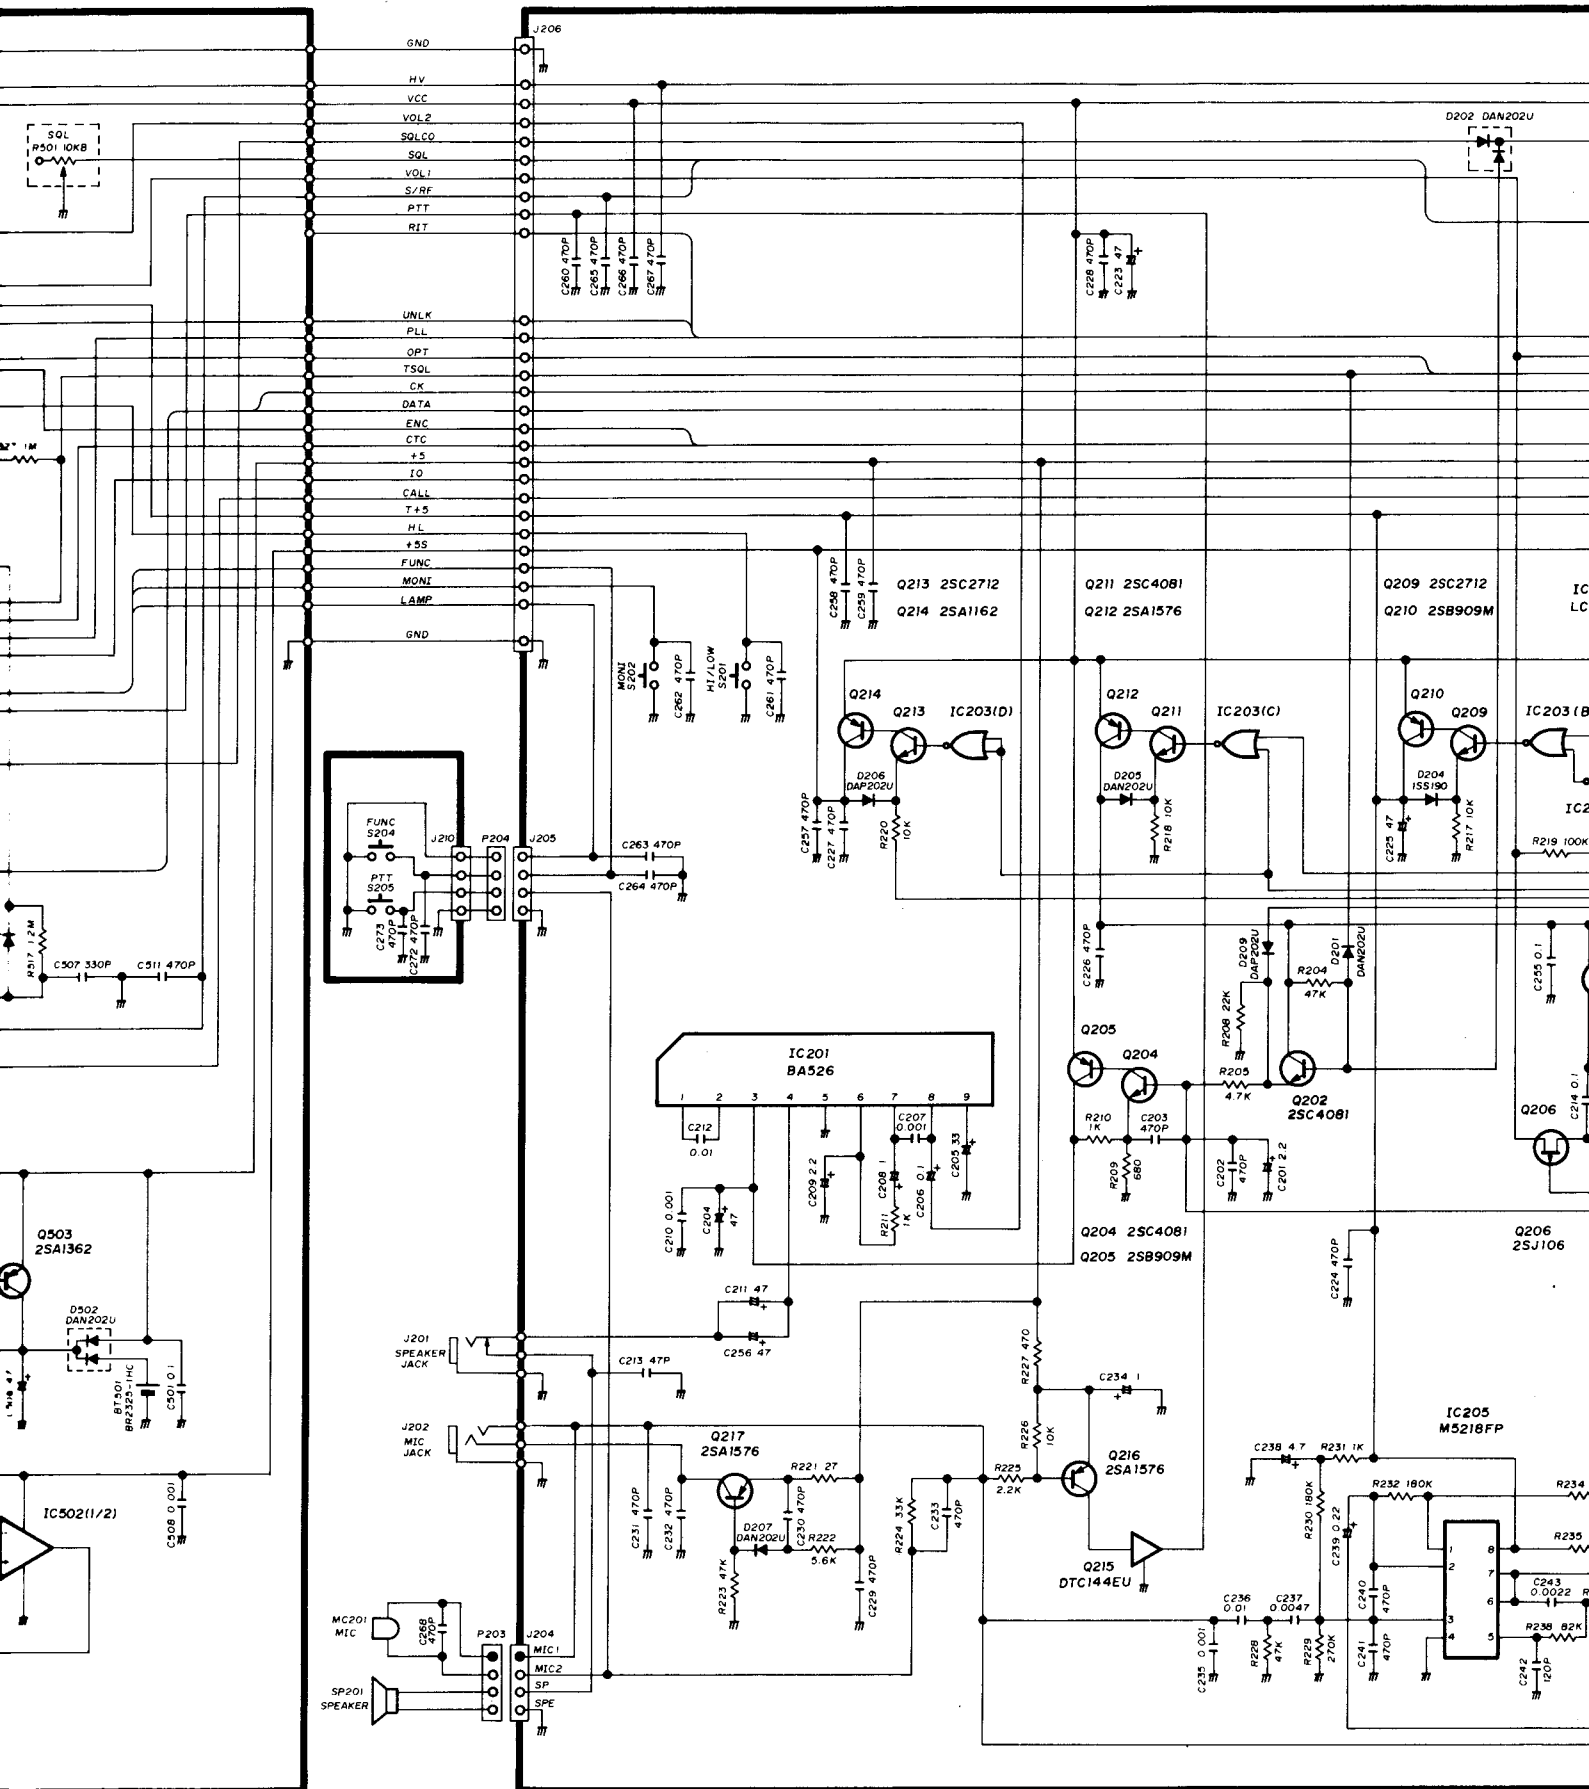 J206
GND
HV
VCC
VOL2
SQLCO
SQL
VOL1
S/RF
PTT
RIT
SQL
R501 10KB
D202 DAN202U
C260 470P
C265 470P
C266 470P
C267 470P
C228 470P
C223 47
+
UNLK
PLL
OPT
TSQL
CK
DATA
ENC
CTC
+5
IO
CALL
T+5
HL
+5S
FUNC
MONI
LAMP
GND
1M
C258 470P
C259 470P
Q213 2SC2712
Q214 2SA1162
Q211 2SC4081
Q212 2SA1576
Q209 2SC2712
Q210 2SB909M
IC
LC
MONI
S202
C262 470P
HI/LOW
S201
C261 470P
Q214
Q213
IC203(D)
Q212
Q211
IC203(C)
Q210
Q209
IC203(B
D206
DAP202U
D205
DAN202U
D204
1SS190
IC2
C257 470P
C227 470P
R220
10K
R218 10K
C225 47
+
R217 10K
R219 100K
FUNC
S204
PTT
S205
C273
470P
C272 470P
J210
P204
J205
C263 470P
C264 470P
R517 1.2M
C507 330P
C511 470P
C226 470P
D209
DAP202U
R208 22K
R204
47K
D201
DAN202U
C255 0.1
IC201
BA526
1 2 3 4 5 6 7 8 9
Q205
Q204
R205
4.7K
Q202
2SC4081
Q206
C214 0.1
C212
0.01
C207
0.001
C205 33
+
C209 2.2
+
C208 1
+
C206 0.1
+
R211
1K
C210 0.001
C204
47
+
R210
1K
C203
470P
R209
680
C202
470P
C201 2.2
+
Q204 2SC4081
Q205 2SB909M
Q206
2SJ106
C224 470P
Q503
2SA1362
D502
DAN202U
BT501
BR2325-1HC
C501 0.1
47
+
J201
SPEAKER
JACK
C211 47
+
C256 47
+
C213 47P
R227 470
C234 1
+
R226
10K
J202
MIC
JACK
Q217
2SA1576
R221 27
C231 470P
C232 470P
D207
DAN202U
C230 470P
R222
5.6K
R223 47K
C229 470P
R224 33K
C233
470P
R225
2.2K
Q216
2SA1576
Q215
DTC144EU
IC205
M5218FP
C238 4.7
+
R231 1K
R232 180K
R234
R230 180K
C239 0.22
+
R235
1
2
3
4
8
7
6
5
C243
0.0022
R
R238 82K
C240
470P
C241
470P
C242
120P
C236
0.01
C237
0.0047
C235 0.001
R228
47K
R229
270K
IC502(1/2)
C508 0.001
MC201
MIC
C268
470P
SP201
SPEAKER
P203
J204
MIC1
MIC2
SP
SPE